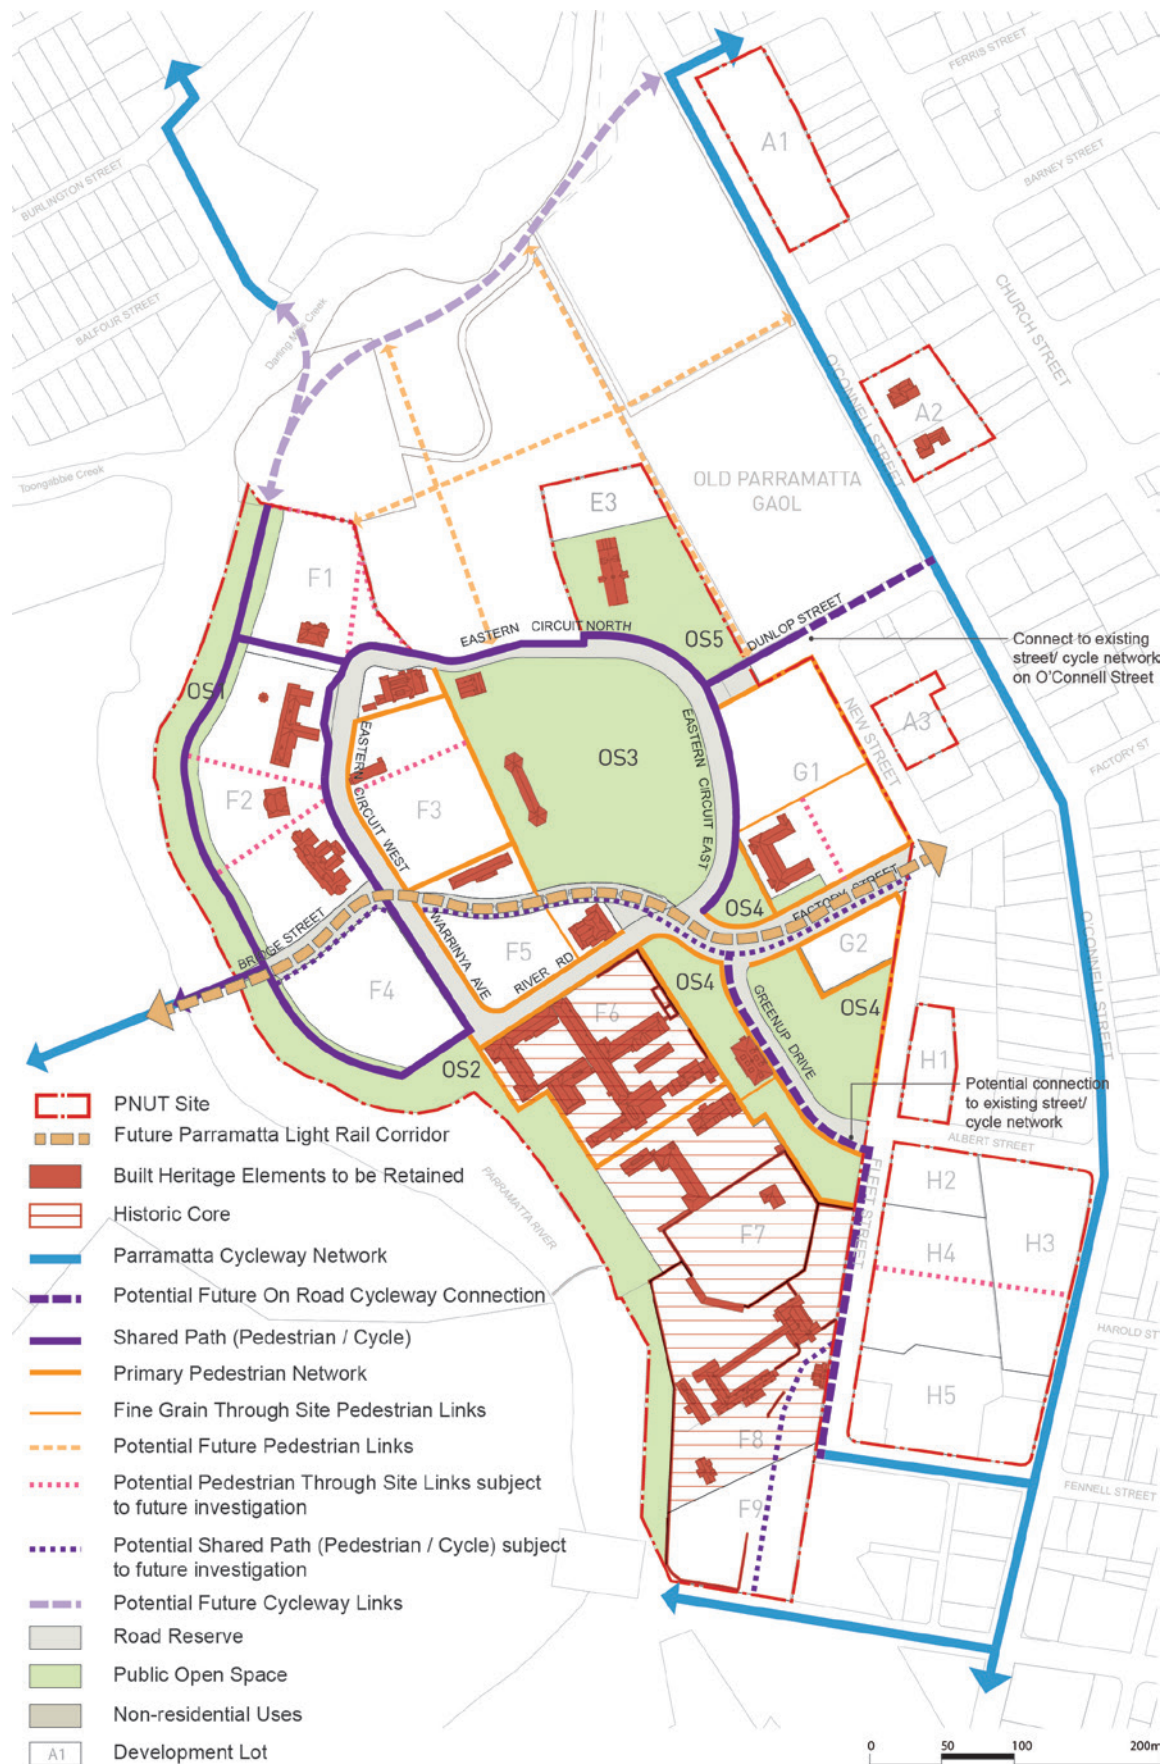 FERRIS STREET
A1
BARNEY STREET
BURLINGTON STREET
CHURCH STREET
BALFOUR STREET
Darling Mills Creek
O'CONNELL STREET
A2
Toongabbie Creek
OLD PARRAMATTA
GAOL
E3
F1
EASTERN CIRCUIT NORTH
OS5
DUNLOP STREET
Connect to existing
street/ cycle network
on O'Connell Street
OS1
A3
NEW STREET
FACTORY ST
EASTERN CIRCUIT WEST
OS3
EASTERN CIRCUIT EAST
G1
F2
F3
OS4
FACTORY STREET
BRIDGE STREET
WARRINYA AVE
F5
RIVER RD
G2
O'CONNELL STREET
F4
OS4
F6
GREENUP DRIVE
OS4
OS2
H1
Potential connection
to existing street/
cycle network
ALBERT STREET
PARRAMATTA RIVER
FLEET STREET
H2
F7
H4
H3
HAROLD ST
H5
F8
FENNELL STREET
F9
PNUT Site
Future Parramatta Light Rail Corridor
Built Heritage Elements to be Retained
Historic Core
Parramatta Cycleway Network
Potential Future On Road Cycleway Connection
Shared Path (Pedestrian / Cycle)
Primary Pedestrian Network
Fine Grain Through Site Pedestrian Links
Potential Future Pedestrian Links
Potential Pedestrian Through Site Links subject
to future investigation
Potential Shared Path (Pedestrian / Cycle) subject
to future investigation
Potential Future Cycleway Links
Road Reserve
Public Open Space
Non-residential Uses
A1 Development Lot
0 50 100 200m